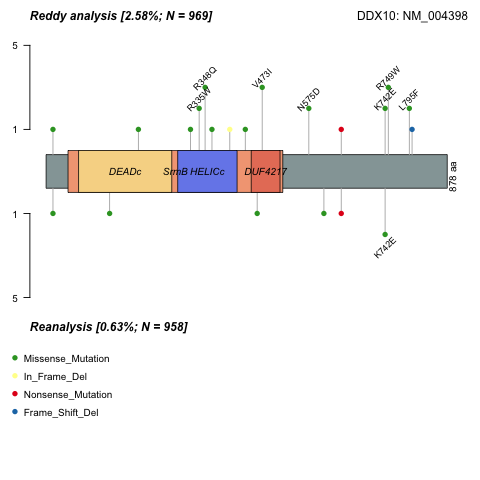 Reddy analysis [2.58%; N = 969]
DDX10: NM_004398
5
R348Q
V473I
R749W
R335W
N575D
K742E
L795F
1
DEADc
SrmB
HELICc
DUF4217
878 aa
1
K742E
5
Reanalysis [0.63%; N = 958]
Missense_Mutation
In_Frame_Del
Nonsense_Mutation
Frame_Shift_Del